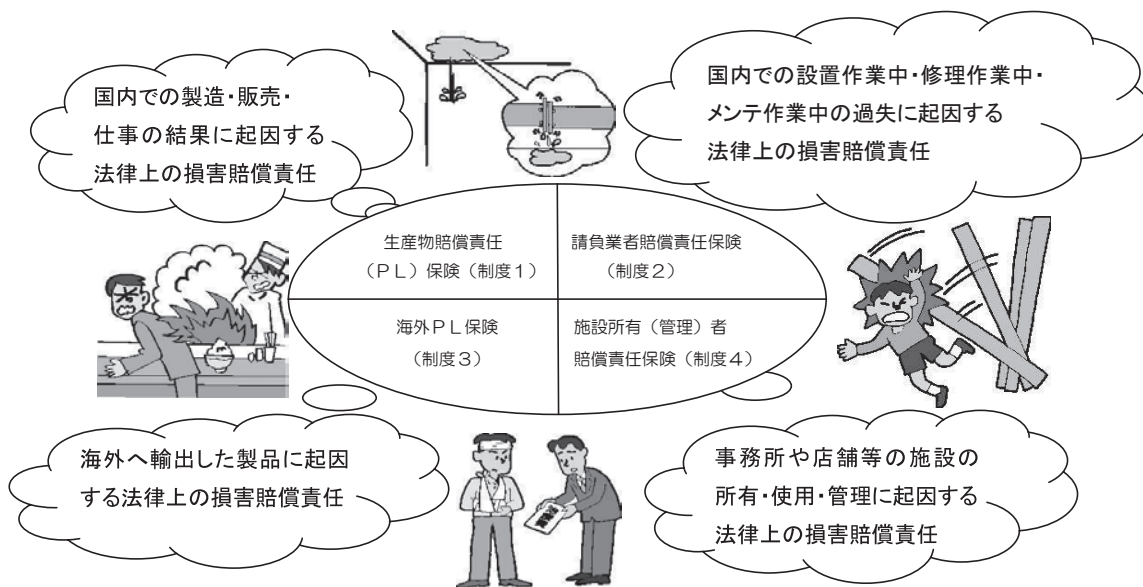 国内での製造・販売・
仕事の結果に起因する
法律上の損害賠償責任
国内での設置作業中・修理作業中・
メンテ作業中の過失に起因する
法律上の損害賠償責任
生産物賠償責任
（ＰＬ）保険（制度１）
請負業者賠償責任保険
（制度２）
海外ＰＬ保険
（制度３）
施設所有（管理）者
賠償責任保険（制度４）
海外へ輸出した製品に起因
する法律上の損害賠償責任
事務所や店舗等の施設の
所有・使用・管理に起因する
法律上の損害賠償責任